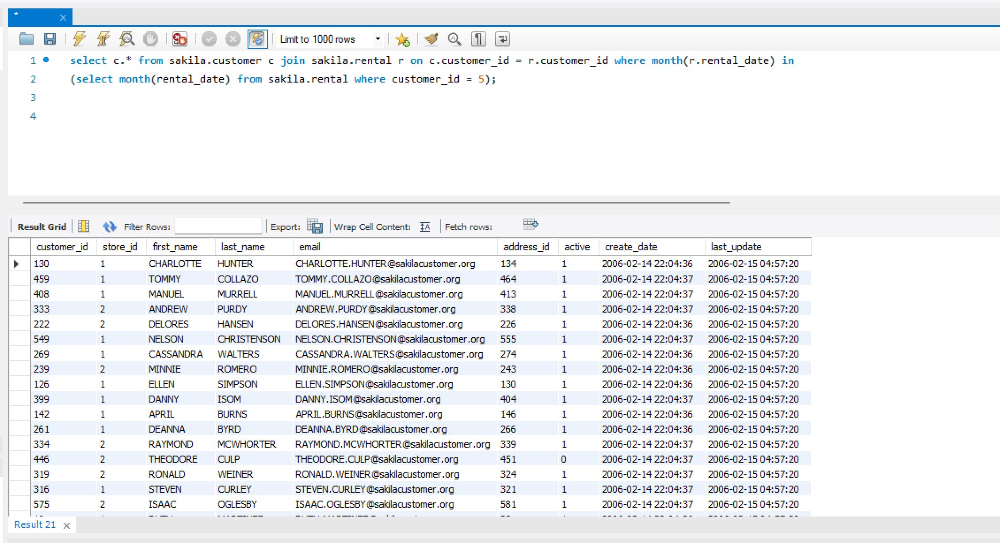 *
Limit to 1000 rows
1 select c.* from sakila.customer c join sakila.rental r on c.customer_id = r.customer_id where month(r.rental_date) in
2 (select month(rental_date) from sakila.rental where customer_id = 5);
3
4
Result Grid Filter Rows: Export: Wrap Cell Content: Fetch rows:
customer_id store_id first_name last_name email address_id active create_date last_update
130 1 CHARLOTTE HUNTER CHARLOTTE.HUNTER@sakilacustomer.org 134 1 2006-02-14 22:04:36 2006-02-15 04:57:20
459 1 TOMMY COLLAZO TOMMY.COLLAZO@sakilacustomer.org 464 1 2006-02-14 22:04:37 2006-02-15 04:57:20
408 1 MANUEL MURRELL MANUEL.MURRELL@sakilacustomer.org 413 1 2006-02-14 22:04:37 2006-02-15 04:57:20
333 2 ANDREW PURDY ANDREW.PURDY@sakilacustomer.org 338 1 2006-02-14 22:04:37 2006-02-15 04:57:20
222 2 DELORES HANSEN DELORES.HANSEN@sakilacustomer.org 226 1 2006-02-14 22:04:36 2006-02-15 04:57:20
549 1 NELSON CHRISTENSON NELSON.CHRISTENSON@sakilacustomer.org 555 1 2006-02-14 22:04:37 2006-02-15 04:57:20
269 1 CASSANDRA WALTERS CASSANDRA.WALTERS@sakilacustomer.org 274 1 2006-02-14 22:04:36 2006-02-15 04:57:20
239 2 MINNIE ROMERO MINNIE.ROMERO@sakilacustomer.org 243 1 2006-02-14 22:04:36 2006-02-15 04:57:20
126 1 ELLEN SIMPSON ELLEN.SIMPSON@sakilacustomer.org 130 1 2006-02-14 22:04:36 2006-02-15 04:57:20
399 1 DANNY ISOM DANNY.ISOM@sakilacustomer.org 404 1 2006-02-14 22:04:37 2006-02-15 04:57:20
142 1 APRIL BURNS APRIL.BURNS@sakilacustomer.org 146 1 2006-02-14 22:04:36 2006-02-15 04:57:20
261 1 DEANNA BYRD DEANNA.BYRD@sakilacustomer.org 266 1 2006-02-14 22:04:36 2006-02-15 04:57:20
334 2 RAYMOND MCWHORTER RAYMOND.MCWHORTER@sakilacustomer.org 339 1 2006-02-14 22:04:37 2006-02-15 04:57:20
446 2 THEODORE CULP THEODORE.CULP@sakilacustomer.org 451 0 2006-02-14 22:04:37 2006-02-15 04:57:20
319 2 RONALD WEINER RONALD.WEINER@sakilacustomer.org 324 1 2006-02-14 22:04:37 2006-02-15 04:57:20
316 1 STEVEN CURLEY STEVEN.CURLEY@sakilacustomer.org 321 1 2006-02-14 22:04:37 2006-02-15 04:57:20
575 2 ISAAC OGLESBY ISAAC.OGLESBY@sakilacustomer.org 581 1 2006-02-14 22:04:37 2006-02-15 04:57:20
Result 21